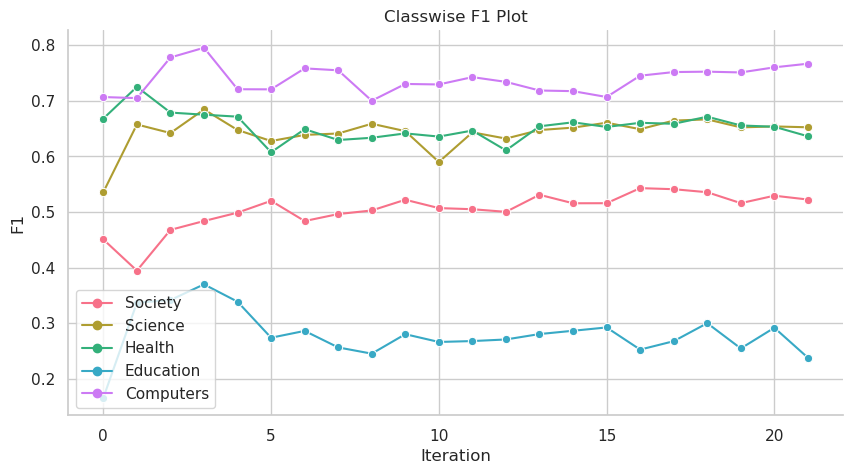 Classwise F1 Plot
0.8
0.7
0.6
0.5
0.4
0.3
0.2
F1
Society
Science
Health
Education
Computers
0 5 10 15 20
Iteration